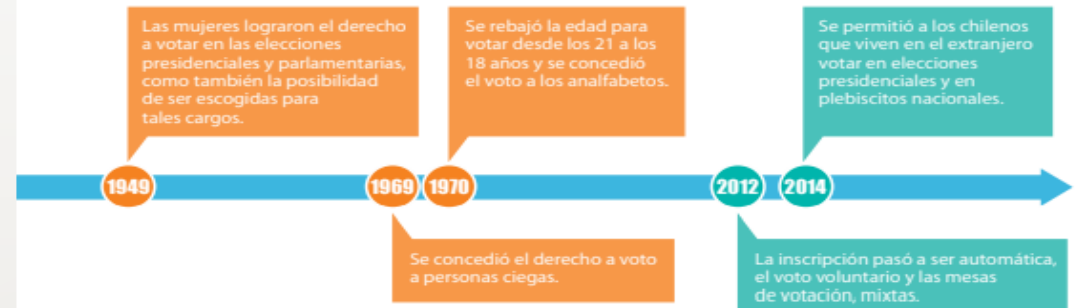 Las mujeres lograron el derecho
a votar en las elecciones
presidenciales y parlamentarias,
como también la posibilidad
de ser escogidas para
tales cargos.
Se rebajó la edad para
votar desde los 21 a los
18 años y se concedió
el voto a los analfabetos.
Se permitió a los chilenos
que viven en el extranjero
votar en elecciones
presidenciales y en
plebiscitos nacionales.
1949
1969
1970
2012
2014
Se concedió el derecho a voto
a personas ciegas.
La inscripción pasó a ser automática,
el voto voluntario y las mesas
de votación, mixtas.